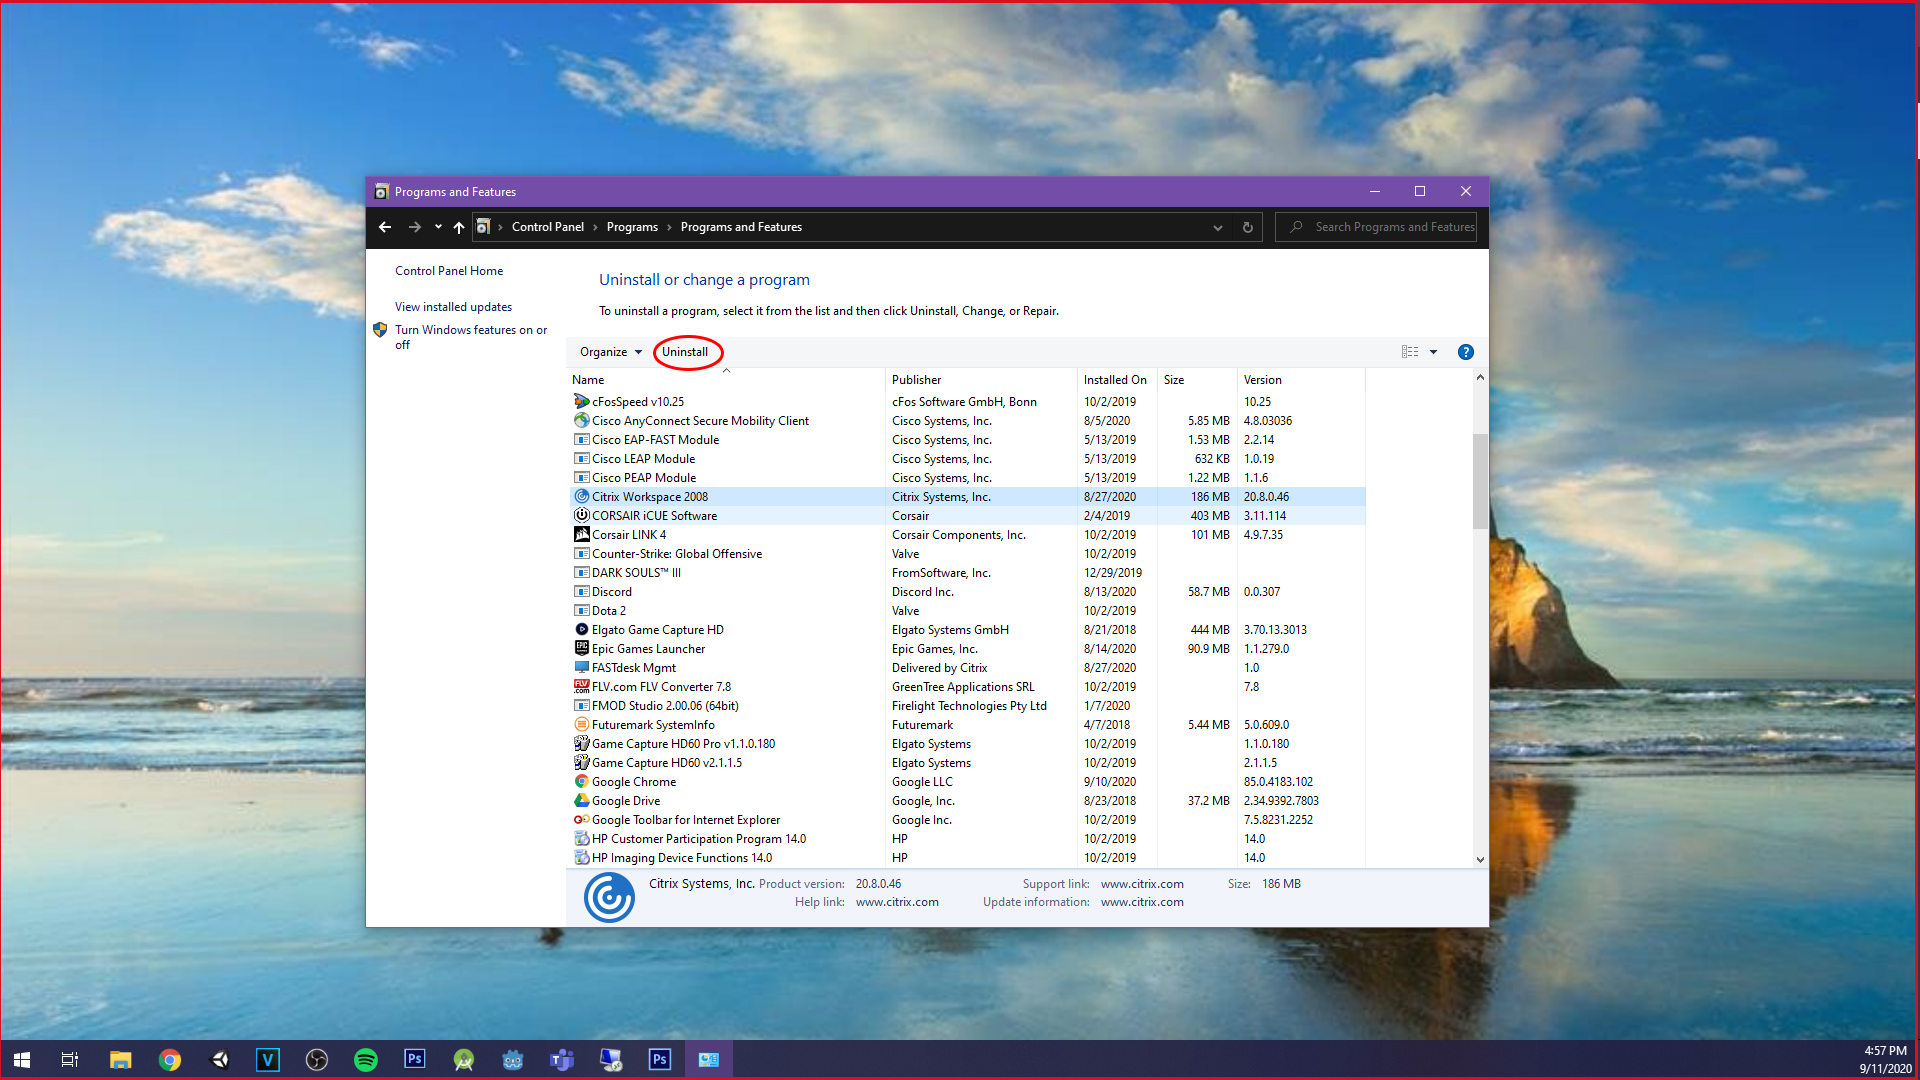 Programs and Features
Control Panel Programs Programs and Features Search Programs and Features
Control Panel Home
View installed updates
Turn Windows features on or
off
Uninstall or change a program
To uninstall a program, select it from the list and then click Uninstall, Change, or Repair.
Organize Uninstall ?
Name Publisher Installed On Size Version
cFosSpeed v10.25 cFos Software GmbH, Bonn 10/2/2019 10.25
Cisco AnyConnect Secure Mobility Client Cisco Systems, Inc. 8/5/2020 5.85 MB 4.8.03036
Cisco EAP-FAST Module Cisco Systems, Inc. 5/13/2019 1.53 MB 2.2.14
Cisco LEAP Module Cisco Systems, Inc. 5/13/2019 632 KB 1.0.19
Cisco PEAP Module Cisco Systems, Inc. 5/13/2019 1.22 MB 1.1.6
Citrix Workspace 2008 Citrix Systems, Inc. 8/27/2020 186 MB 20.8.0.46
CORSAIR iCUE Software Corsair 2/4/2019 403 MB 3.11.114
Corsair LINK 4 Corsair Components, Inc. 10/2/2019 101 MB 4.9.7.35
Counter-Strike: Global Offensive Valve 10/2/2019
DARK SOULS™ III FromSoftware, Inc. 12/29/2019
Discord Discord Inc. 8/13/2020 58.7 MB 0.0.307
Dota 2 Valve 10/2/2019
Elgato Game Capture HD Elgato Systems GmbH 8/21/2018 444 MB 3.70.13.3013
EPIC Epic Games Launcher Epic Games, Inc. 8/14/2020 90.9 MB 1.1.279.0
FASTdesk Mgmt Delivered by Citrix 8/27/2020 1.0
FLV.com FLV.com FLV Converter 7.8 GreenTree Applications SRL 10/2/2019 7.8
FMOD Studio 2.00.06 (64bit) Firelight Technologies Pty Ltd 1/7/2020
Futuremark SystemInfo Futuremark 4/7/2018 5.44 MB 5.0.609.0
Game Capture HD60 Pro v1.1.0.180 Elgato Systems 10/2/2019 1.1.0.180
Game Capture HD60 v2.1.1.5 Elgato Systems 10/2/2019 2.1.1.5
Google Chrome Google LLC 9/10/2020 85.0.4183.102
Google Drive Google, Inc. 8/23/2018 37.2 MB 2.34.9392.7803
Google Toolbar for Internet Explorer Google Inc. 10/2/2019 7.5.8231.2252
HP Customer Participation Program 14.0 HP 10/2/2019 14.0
HP Imaging Device Functions 14.0 HP 10/2/2019 14.0
Citrix Systems, Inc. Product version: 20.8.0.46 Support link: www.citrix.com Size: 186 MB
Help link: www.citrix.com Update information: www.citrix.com
V Ps T Ps 4:57 PM
9/11/2020